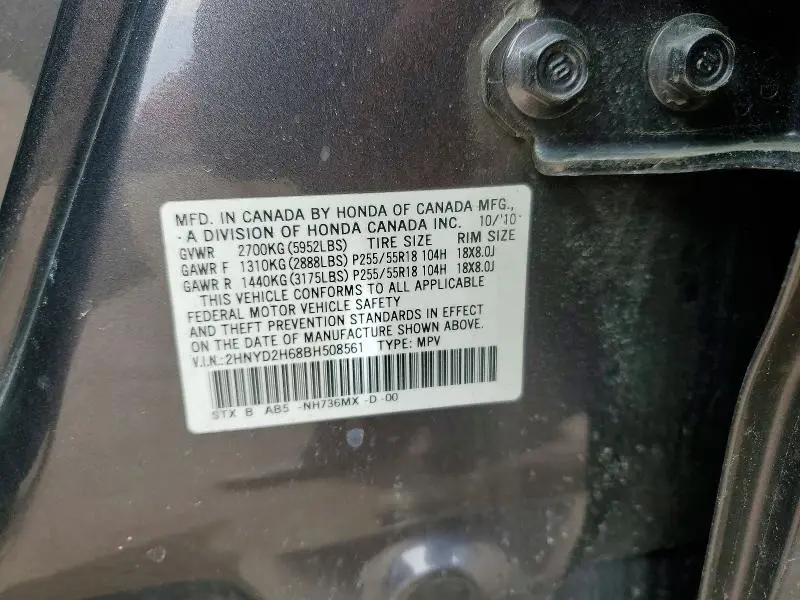 MFD. IN CANADA BY HONDA OF CANADA MFG.,
A DIVISION OF HONDA CANADA INC. 10/'10
GVWR 2700KG (5952LBS) TIRE SIZE RIM SIZE
GAWR F 1310KG (2888LBS) P255/55R18 104H 18X8.0J
GAWR R 1440KG (3175LBS) P255/55R18 104H 18X8.0J
THIS VEHICLE CONFORMS TO ALL APPLICABLE
FEDERAL MOTOR VEHICLE SAFETY
AND THEFT PREVENTION STANDARDS IN EFFECT
ON THE DATE OF MANUFACTURE SHOWN ABOVE.
V.I.N.:2HNYD2H68BH508561 TYPE: MPV
STX B AB5 -NH736MX -D -00